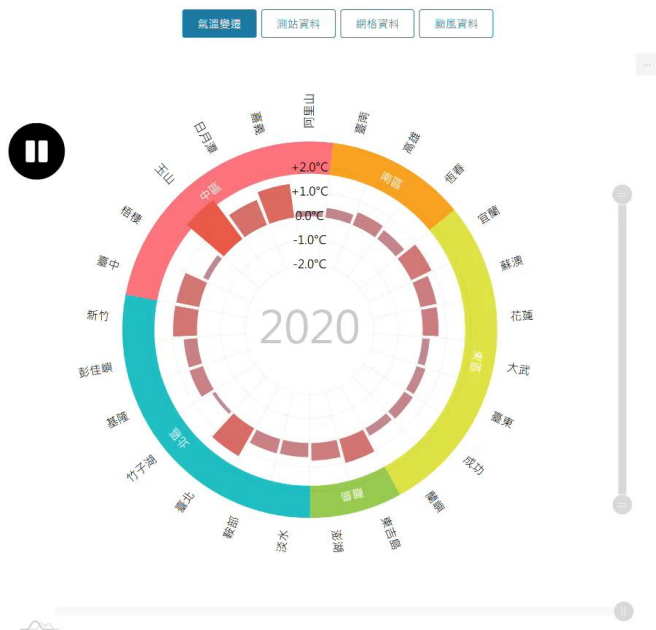 氣溫變遷
測站資料
網格資料
颱風資料
阿里山
臺南
高雄
恆春
宜蘭
蘇澳
花蓮
大武
臺東
成功
蘭嶼
東吉島
澎湖
淡水
鞍部
臺北
竹子湖
基隆
彭佳嶼
新竹
臺中
梧棲
玉山
日月潭
嘉義
中區
南區
東區
離島
北區
+2.0°C
+1.0°C
0.0°C
-1.0°C
-2.0°C
2020